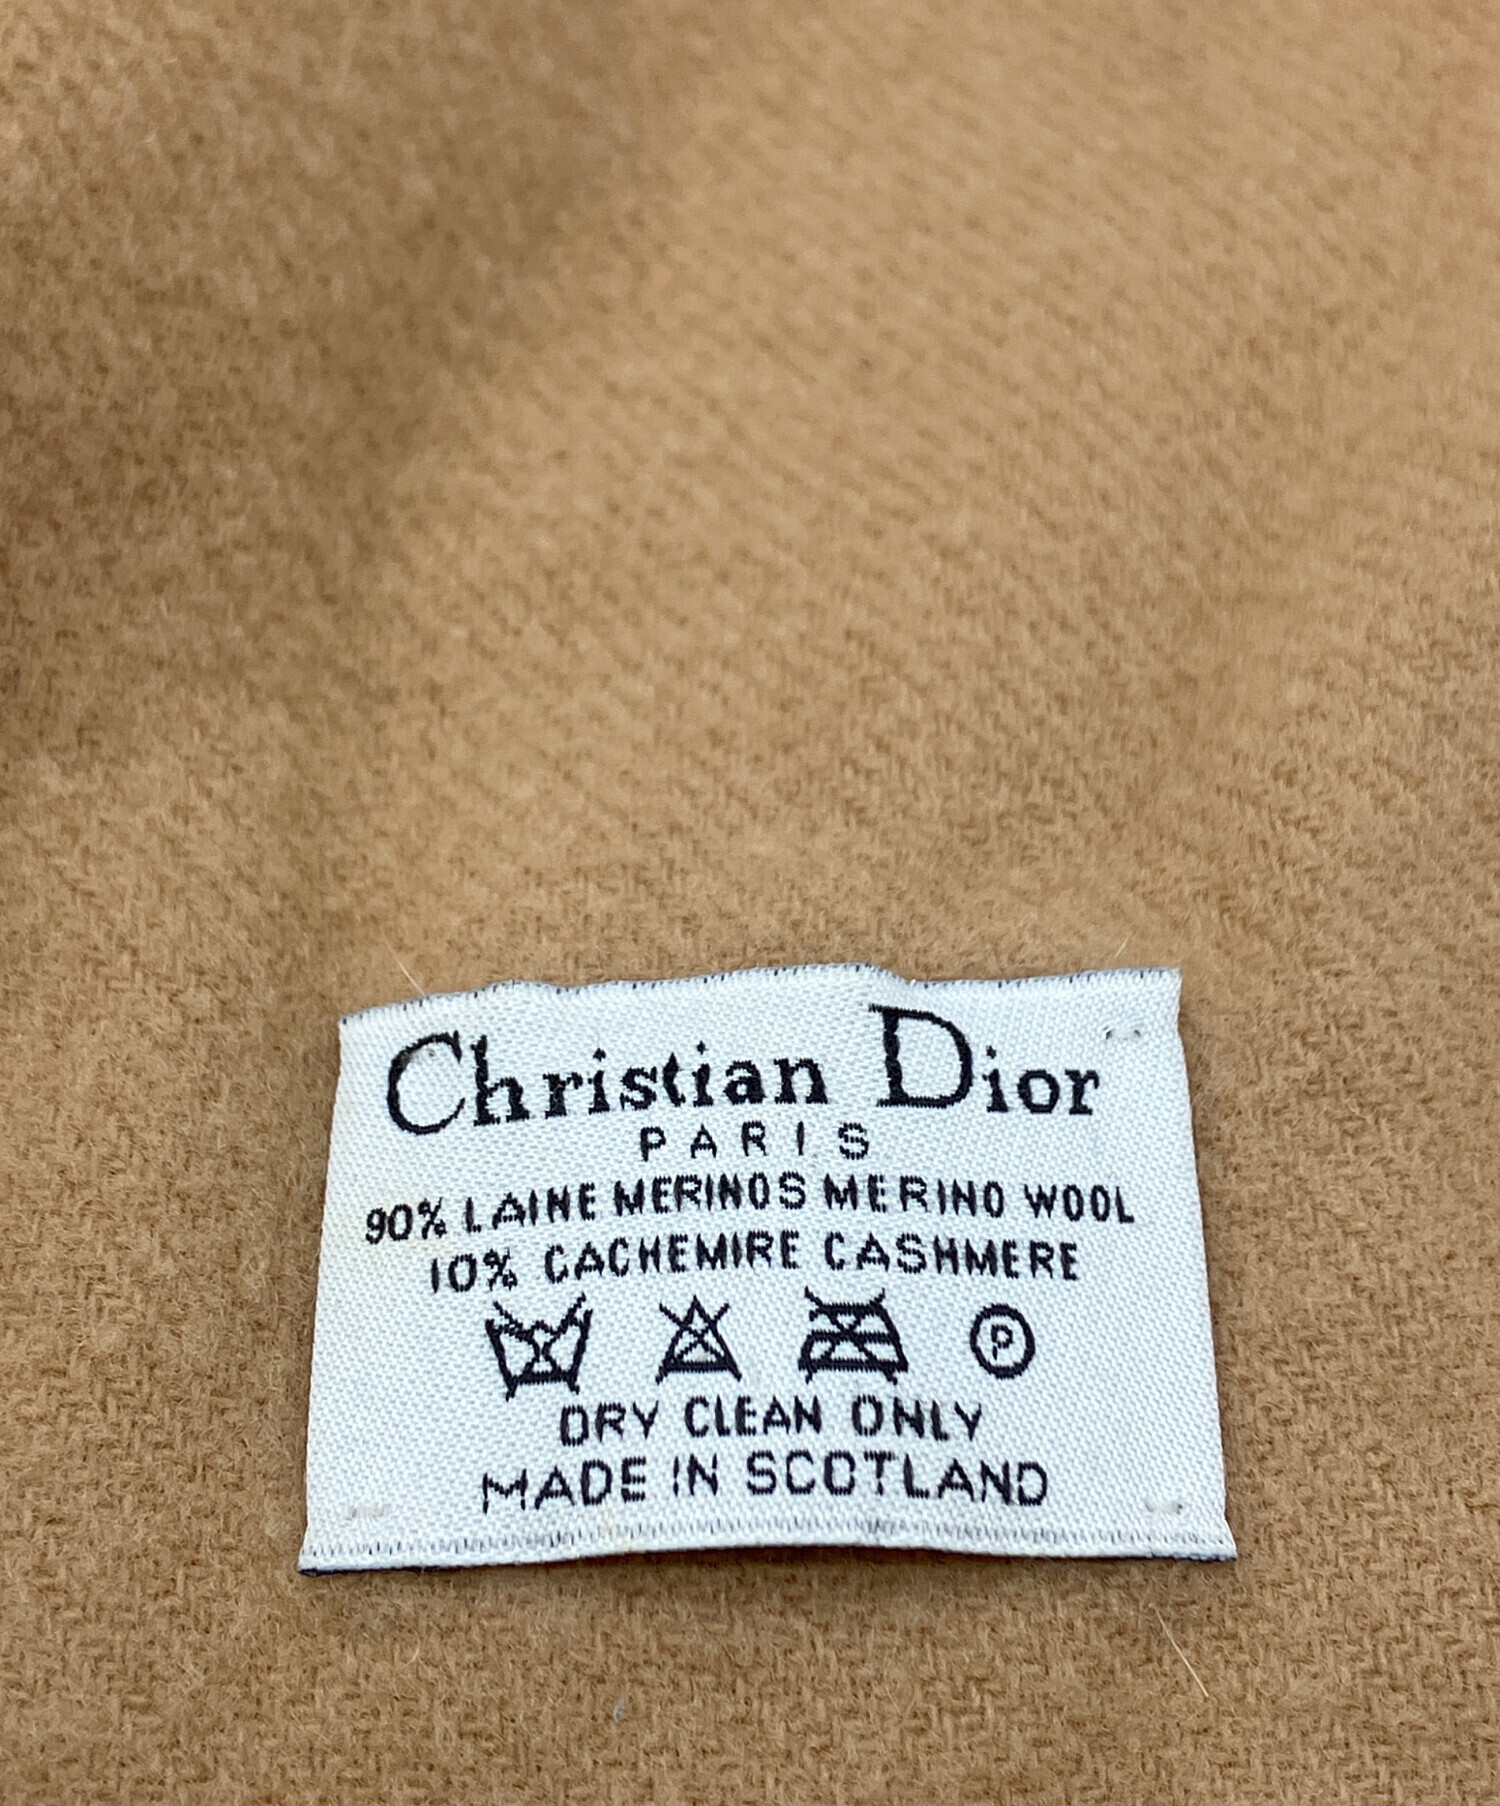 Christian Dior
PARIS
90% LAINE MERINOS MERINO WOOL
10% CACHEMIRE CASHMERE
P
DRY CLEAN ONLY
MADE IN SCOTLAND